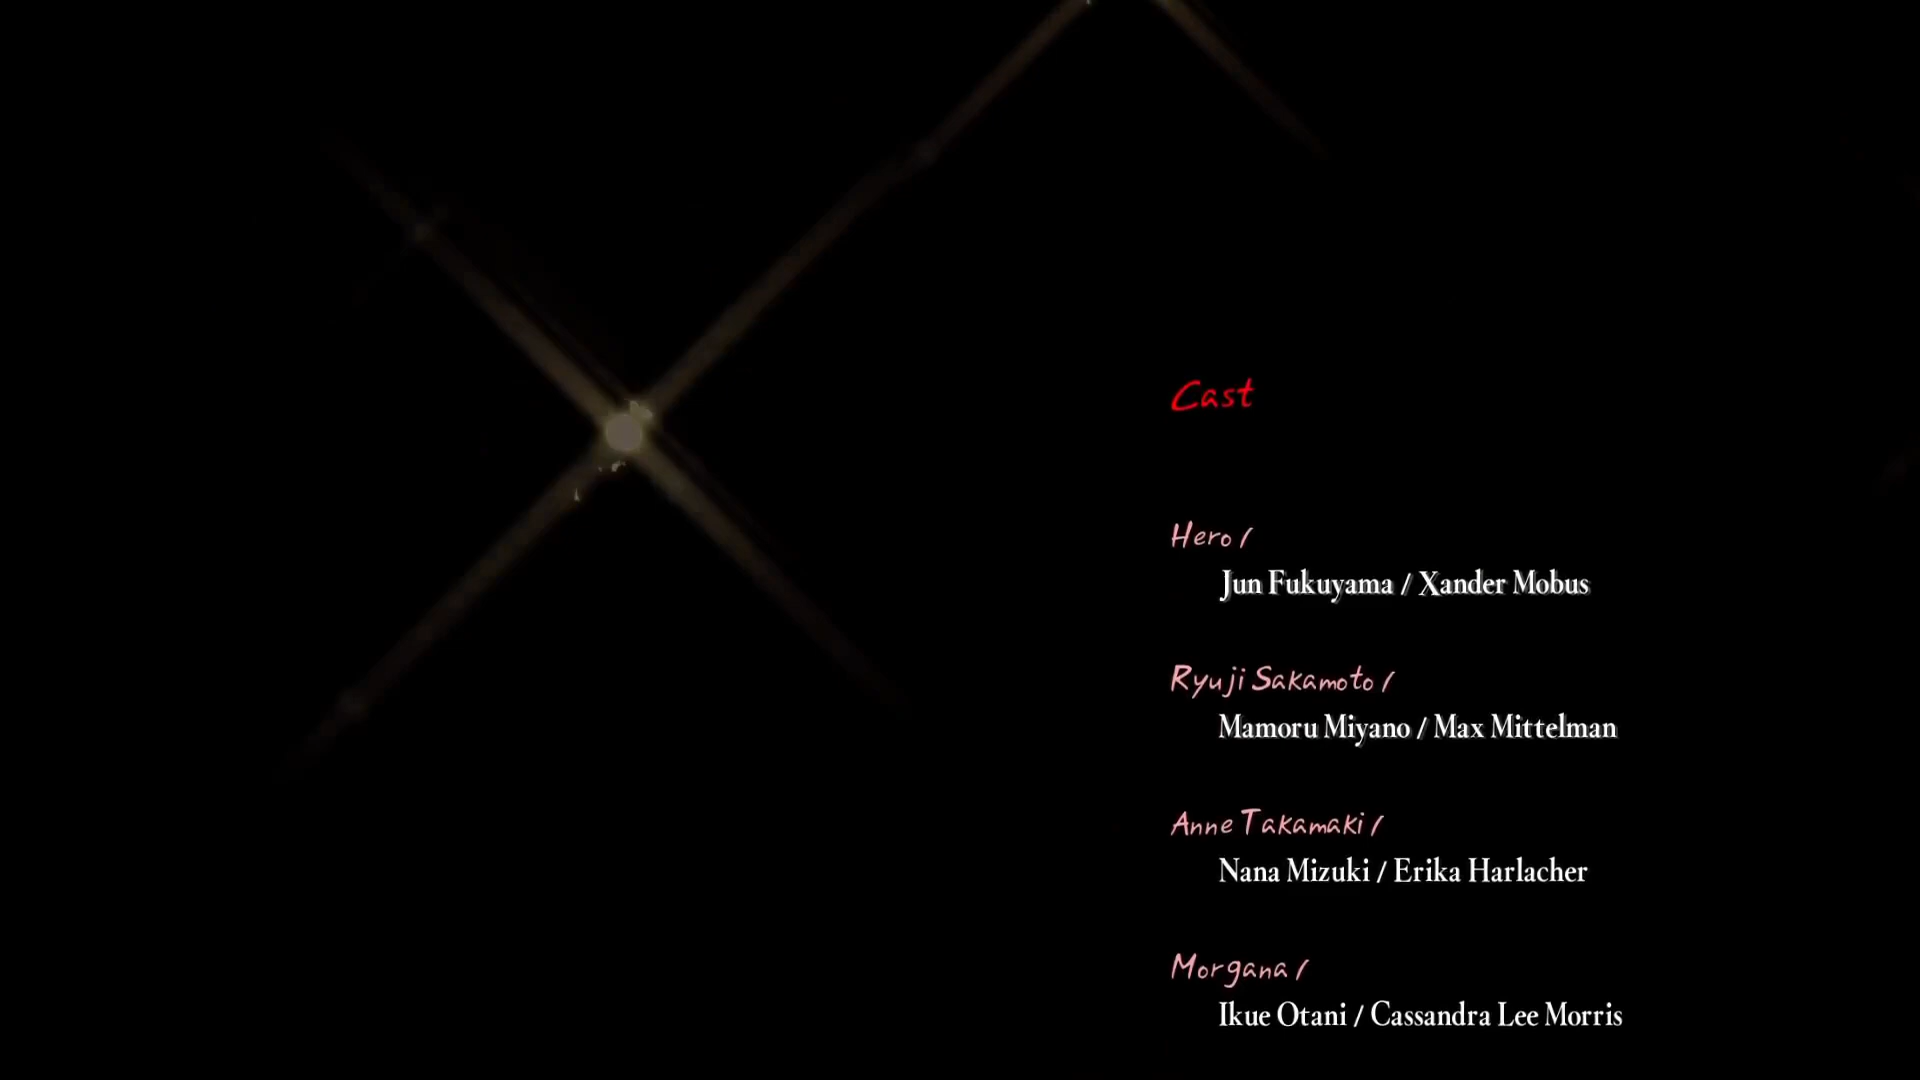 Cast
Hero /
Jun Fukuyama / Xander Mobus
Ryuji Sakamoto /
Mamoru Miyano / Max Mittelman
Anne Takamaki /
Nana Mizuki / Erika Harlacher
Morgana /
Ikue Otani / Cassandra Lee Morris